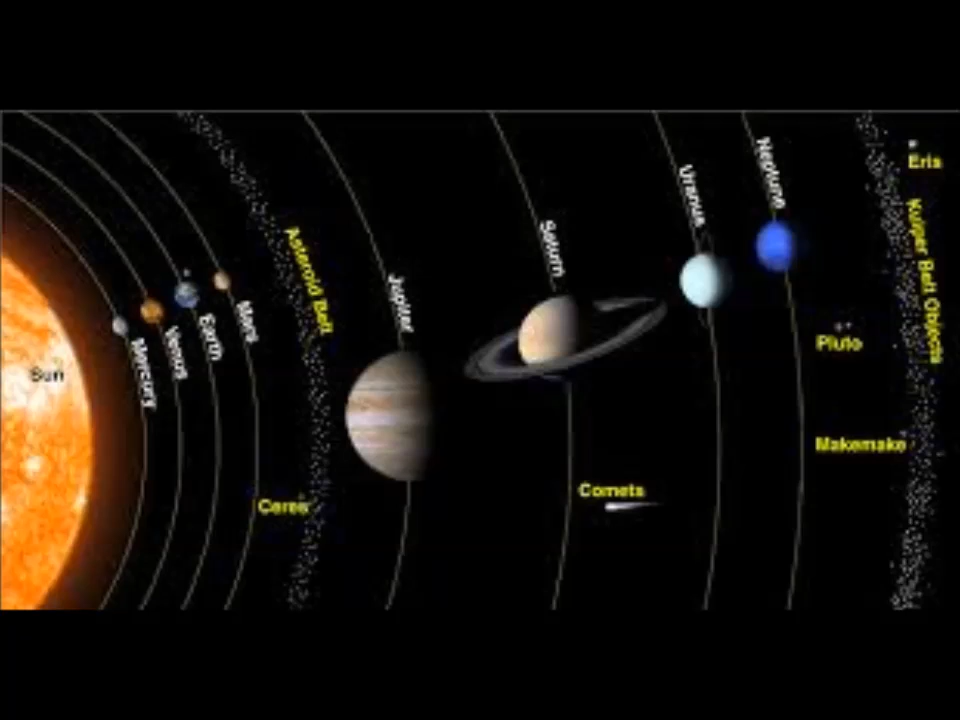 Sun
Mercury
Venus
Earth
Mars
Asteroid Belt
Ceres
Jupiter
Saturn
Comets
Uranus
Neptune
Pluto
Makemake
Eris
Kuiper Belt Objects